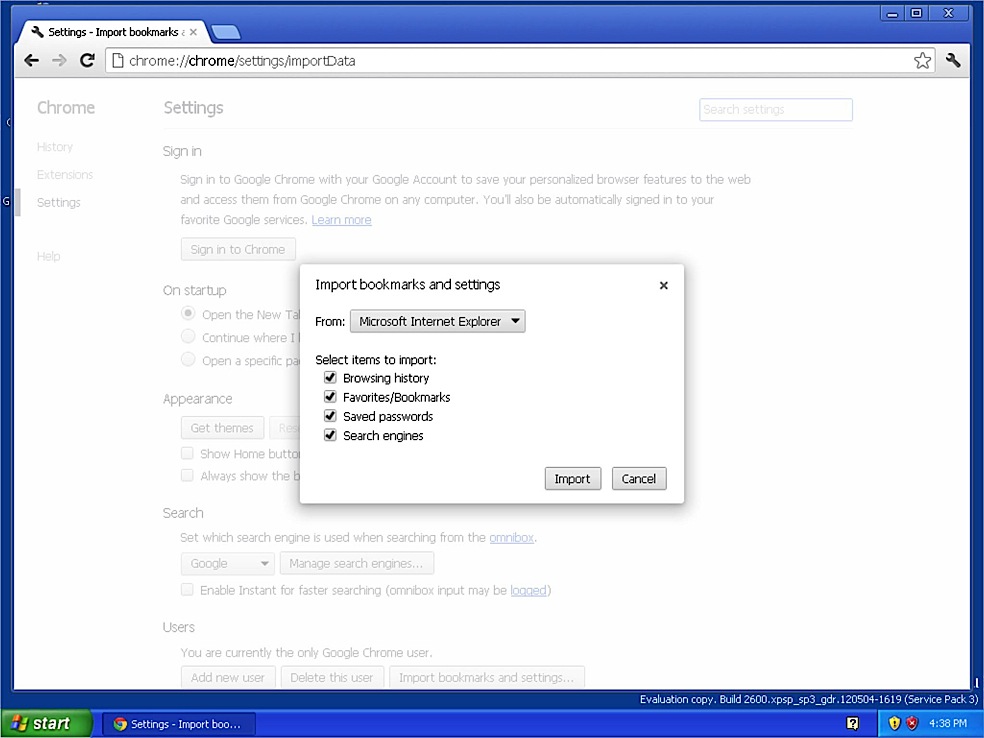 Settings - Import bookmarks a
chrome://chrome/settings/importData
Chrome
History
Extensions
Settings
Help
Settings
Search settings
Sign in
Sign in to Google Chrome with your Google Account to save your personalized browser features to the web
and access them from Google Chrome on any computer. You'll also be automatically signed in to your
favorite Google services. Learn more
Sign in to Chrome
On startup
Open the New Ta
Continue where I l
Open a specific pa
Appearance
Get themes
Rese
Show Home butto
Always show the b
Import bookmarks and settings
From: Microsoft Internet Explorer
Select items to import:
Browsing history
Favorites/Bookmarks
Saved passwords
Search engines
Import Cancel
Search
Set which search engine is used when searching from the omnibox.
Google Manage search engines...
Enable Instant for faster searching (omnibox input may be logged)
Users
You are currently the only Google Chrome user.
Add new user Delete this user Import bookmarks and settings...
Evaluation copy. Build 2600.xpsp_sp3_gdr.120504-1619 (Service Pack 3)
start Settings - Import boo... 4:38 PM